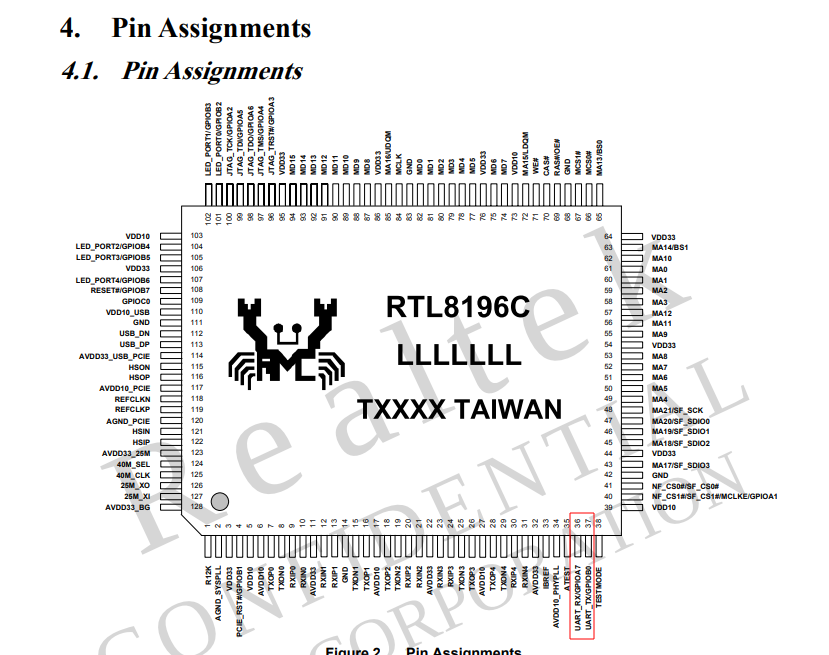 4. Pin Assignments
4.1. Pin Assignments
LED_PORT1/GPIOB3
LED_PORT0/GPIOB2
JTAG_TCK/GPIOA2
JTAG_TDI/GPIOA5
JTAG_TDO/GPIOA6
JTAG_TMS/GPIOA4
JTAG_TRST#/GPIOA3
VDD33
MD15
MD14
MD13
MD12
MD11
MD10
MD9
MD8
VDD33
MA16/UDQM
MCLK
GND
MD0
MD1
MD2
MD3
MD4
MD5
VDD33
MD6
MD7
VDD10
MA15/LDQM
WE#
CAS#
RAS#/OE#
GND
MCS1#
MCS0#
MA13/BS0
102 101 100 99 98 97 96 95 94 93 92 91 90 89 88 87 86 85 84 83 82 81 80 79 78 77 76 75 74 73 72 71 70 69 68 67 66 65
VDD10 103
LED_PORT2/GPIOB4 104
LED_PORT3/GPIOB5 105
VDD33 106
LED_PORT4/GPIOB6 107
RESET#/GPIOB7 108
GPIOC0 109
VDD10_USB 110
GND 111
USB_DN 112
USB_DP 113
AVDD33_USB_PCIE 114
HSON 115
HSOP 116
AVDD10_PCIE 117
REFCLKN 118
REFCLKP 119
AGND_PCIE 120
HSIN 121
HSIP 122
AVDD33_25M 123
40M_SEL 124
40M_CLK 125
25M_XO 126
25M_XI 127
AVDD33_BG 128
RTL8196C
LLLLLLL
TXXXX TAIWAN
64 VDD33
63 MA14/BS1
62 MA10
61 MA0
60 MA1
59 MA2
58 MA3
57 MA12
56 MA11
55 MA9
54 VDD33
53 MA8
52 MA7
51 MA6
50 MA5
49 MA4
48 MA21/SF_SCK
47 MA20/SF_SDIO0
46 MA19/SF_SDIO1
45 MA18/SF_SDIO2
44 VDD33
43 MA17/SF_SDIO3
42 GND
41 NF_CS0#/SF_CS0#
40 NF_CS1#/SF_CS1#/MCLKE/GPIOA1
39 VDD10
1 2 3 4 5 6 7 8 9 10 11 12 13 14 15 16 17 18 19 20 21 22 23 24 25 26 27 28 29 30 31 32 33 34 35 36 37 38
R12K
AGND_SYSPLL
VDD33
PCIE_RST#/GPIOB1
VDD10
AVDD10
TXOP0
TXON0
RXIP0
RXIN0
AVDD33
RXIN1
RXIP1
GND
TXON1
TXOP1
AVDD10
TXOP2
TXON2
RXIP2
RXIN2
AVDD33
RXIN3
RXIP3
TXON3
TXOP3
AVDD10
TXOP4
TXON4
RXIP4
RXIN4
AVDD33
IBREF
AVDD10_PHYPLL
ATEST
UART_RX/GPIOA7
UART_TX/GPIOB0
TESTMODE
Realtek
CONFIDENTIAL
CORPORATION
Figure 2. Pin Assignments